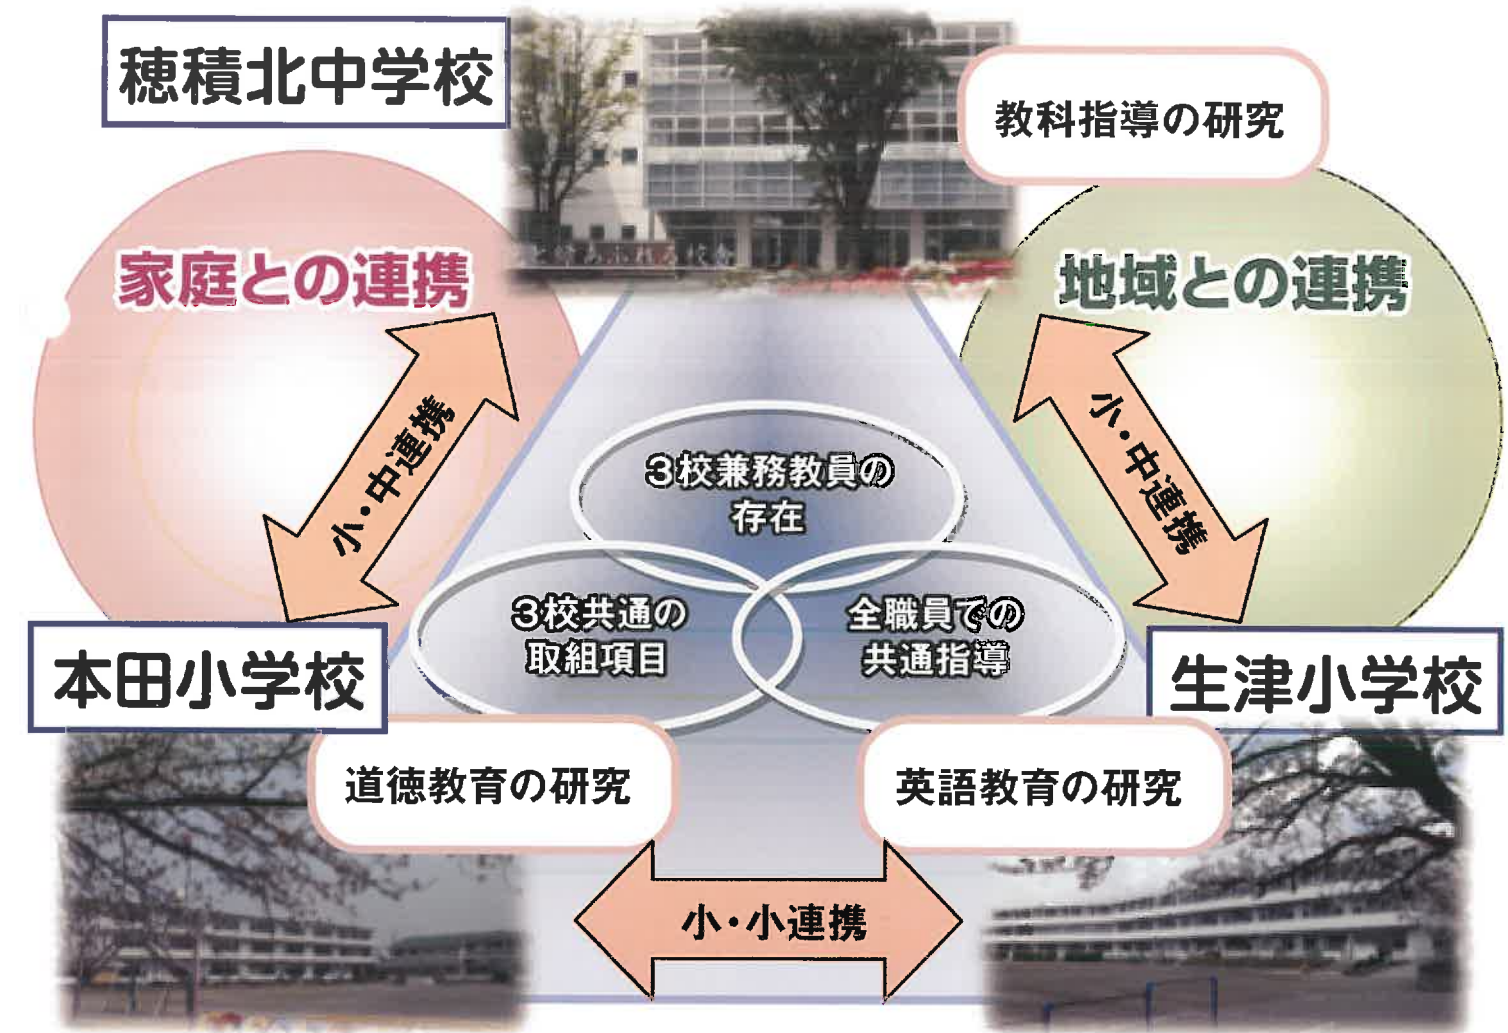 穂積北中学校
教科指導の研究
家庭との連携
地域との連携
小・中連携
小・中連携
3校兼務教員の
存在
3校共通の
取組項目
全職員での
共通指導
本田小学校
生津小学校
道徳教育の研究
英語教育の研究
小・小連携